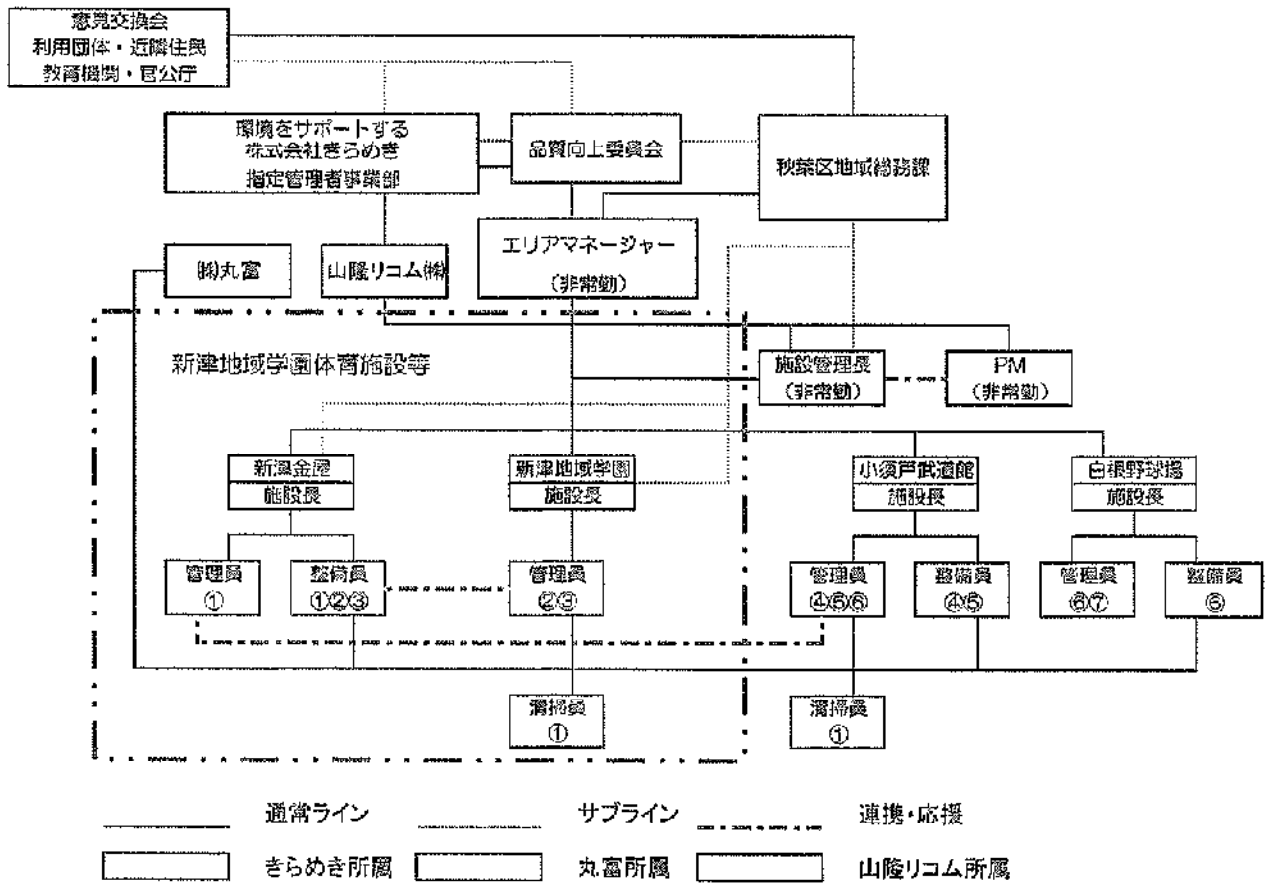 意見交換会
利用団体・近隣住民
教育機関・官公庁
環境をサポートする
株式会社きらめき
指定管理者事業部
品質向上委員会
秋葉区地域総務課
㈱丸富
山隆リコム㈱
エリアマネージャー
(非常勤)
新津地域学園体育施設等
施設管理長
(非常勤)
PM
(非常勤)
新津金屋
施設長
新津地域学園
施設長
小須戸武道館
施設長
白根野球場
施設長
管理員
①
整備員
①②③
管理員
②③
管理員
④⑤⑥
整備員
④⑤
管理員
⑥⑦
整備員
⑥
清掃員
①
清掃員
①
通常ライン
サブライン
連携・応援
きらめき所属
丸富所属
山隆リコム所属